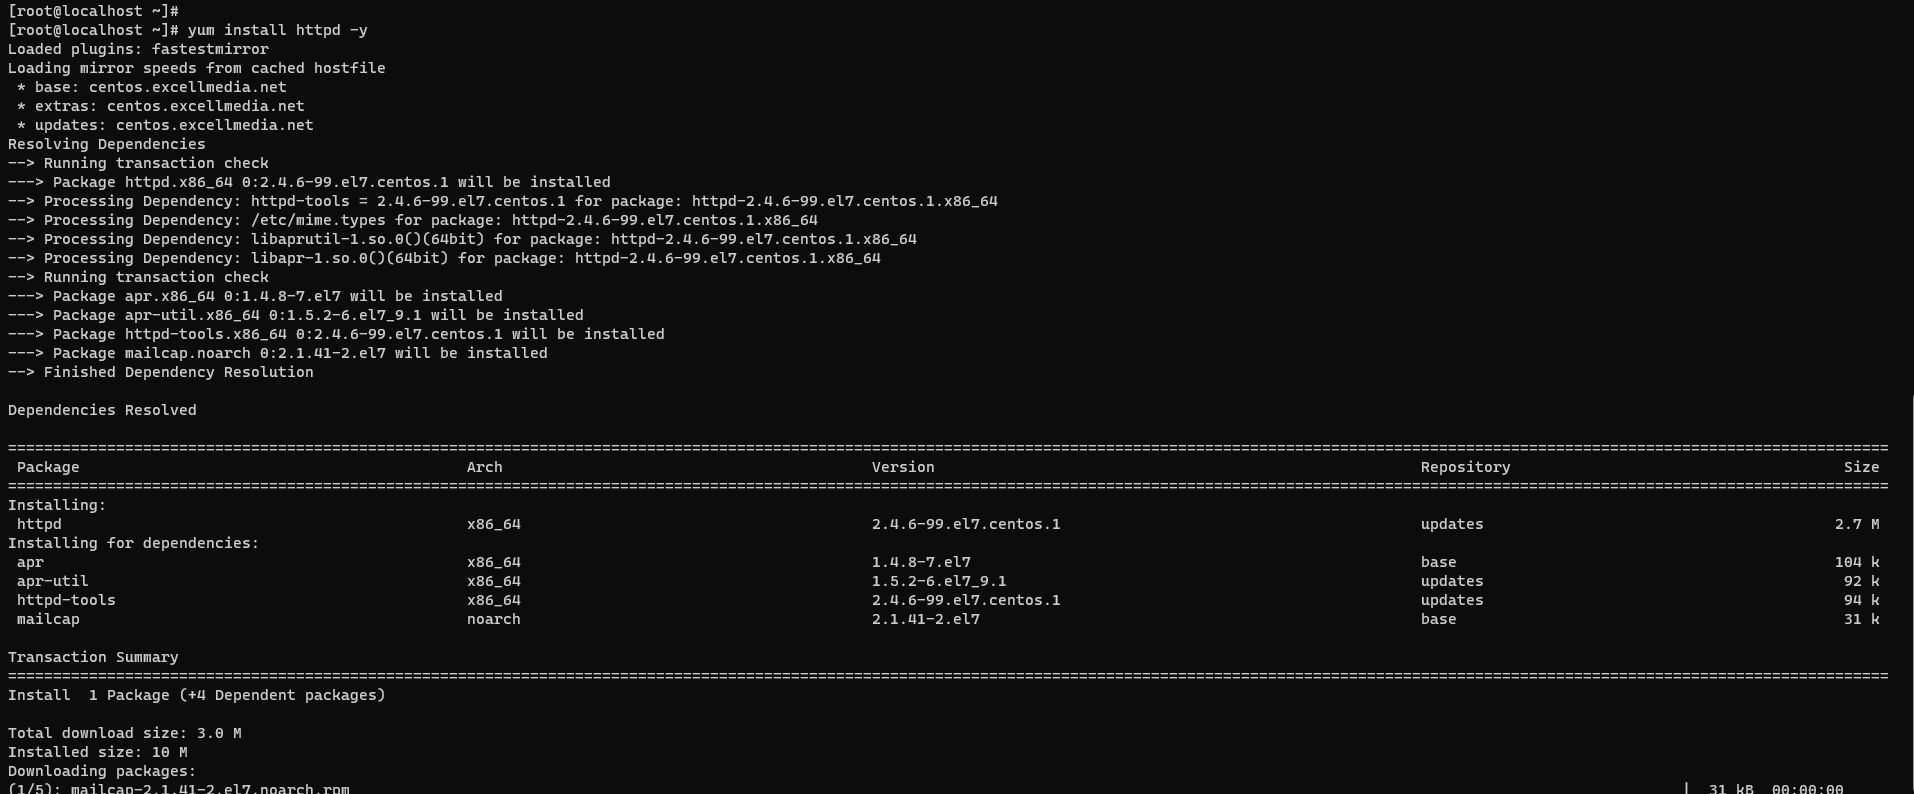 [root@localhost ~]#
[root@localhost ~]# yum install httpd -y
Loaded plugins: fastestmirror
Loading mirror speeds from cached hostfile
 * base: centos.excellmedia.net
 * extras: centos.excellmedia.net
 * updates: centos.excellmedia.net
Resolving Dependencies
--> Running transaction check
---> Package httpd.x86_64 0:2.4.6-99.el7.centos.1 will be installed
--> Processing Dependency: httpd-tools = 2.4.6-99.el7.centos.1 for package: httpd-2.4.6-99.el7.centos.1.x86_64
--> Processing Dependency: /etc/mime.types for package: httpd-2.4.6-99.el7.centos.1.x86_64
--> Processing Dependency: libaprutil-1.so.0()(64bit) for package: httpd-2.4.6-99.el7.centos.1.x86_64
--> Processing Dependency: libapr-1.so.0()(64bit) for package: httpd-2.4.6-99.el7.centos.1.x86_64
--> Running transaction check
---> Package apr.x86_64 0:1.4.8-7.el7 will be installed
---> Package apr-util.x86_64 0:1.5.2-6.el7_9.1 will be installed
---> Package httpd-tools.x86_64 0:2.4.6-99.el7.centos.1 will be installed
---> Package mailcap.noarch 0:2.1.41-2.el7 will be installed
--> Finished Dependency Resolution
Dependencies Resolved
Package Arch Version Repository Size
Installing:
httpd x86_64 2.4.6-99.el7.centos.1 updates 2.7 M
Installing for dependencies:
apr x86_64 1.4.8-7.el7 base 104 k
apr-util x86_64 1.5.2-6.el7_9.1 updates 92 k
httpd-tools x86_64 2.4.6-99.el7.centos.1 updates 94 k
mailcap noarch 2.1.41-2.el7 base 31 k
Transaction Summary
Install  1 Package (+4 Dependent packages)
Total download size: 3.0 M
Installed size: 10 M
Downloading packages:
(1/5): mailcap-2.1.41-2.el7.noarch.rpm | 31 kB 00:00:00